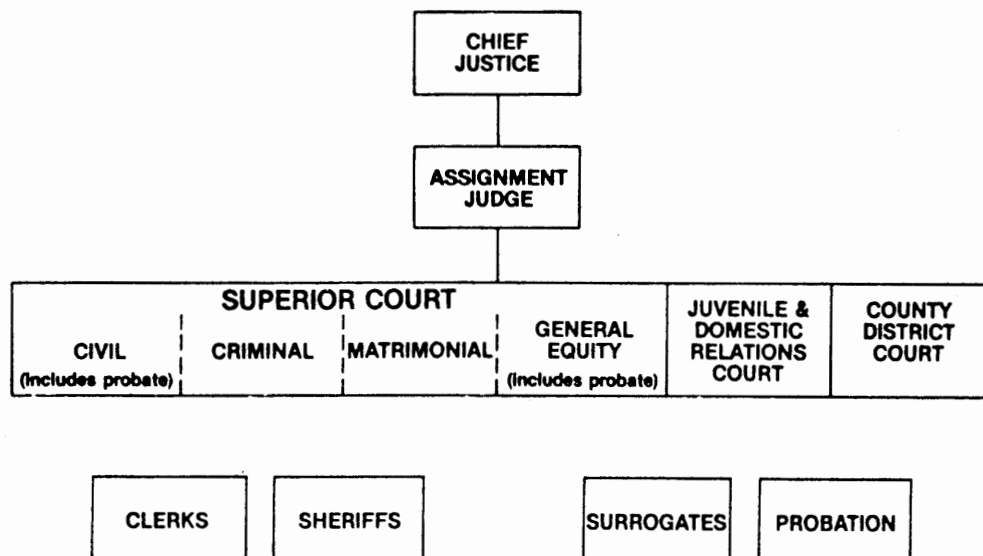 CHIEF
JUSTICE
ASSIGNMENT
JUDGE
SUPERIOR COURT
CIVIL
(includes probate)
CRIMINAL
MATRIMONIAL
GENERAL
EQUITY
(includes probate)
JUVENILE &
DOMESTIC
RELATIONS
COURT
COUNTY
DISTRICT
COURT
CLERKS
SHERIFFS
SURROGATES
PROBATION